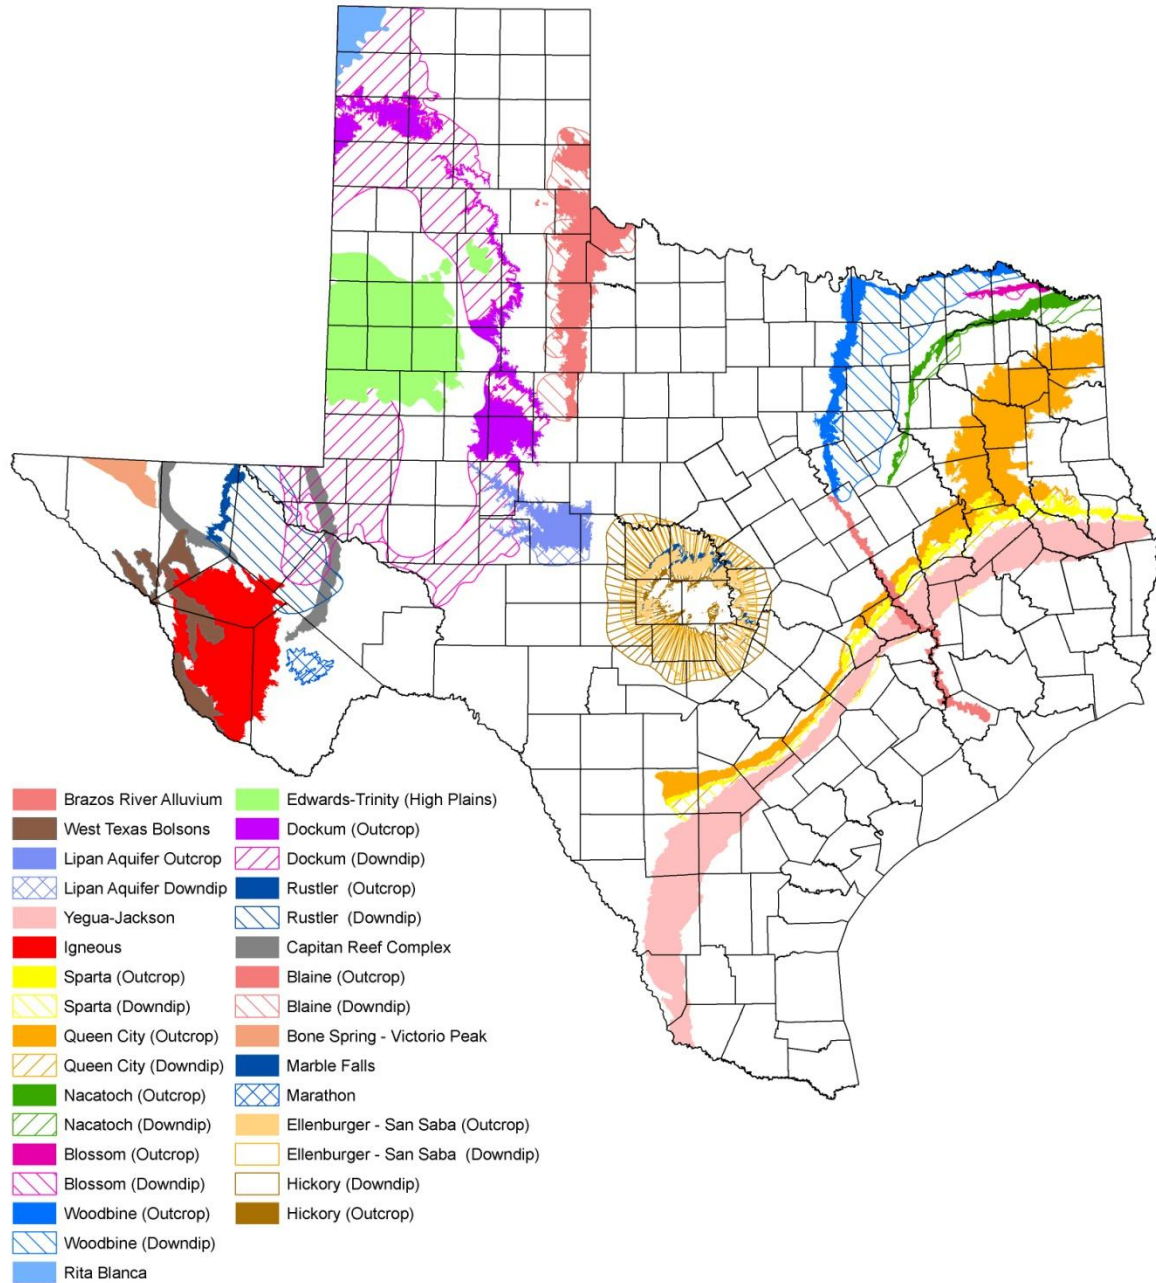 Brazos River Alluvium
West Texas Bolsons
Lipan Aquifer Outcrop
Lipan Aquifer Downdip
Yegua-Jackson
Igneous
Sparta (Outcrop)
Sparta (Downdip)
Queen City (Outcrop)
Queen City (Downdip)
Nacatoch (Outcrop)
Nacatoch (Downdip)
Blossom (Outcrop)
Blossom (Downdip)
Woodbine (Outcrop)
Woodbine (Downdip)
Rita Blanca
Edwards-Trinity (High Plains)
Dockum (Outcrop)
Dockum (Downdip)
Rustler (Outcrop)
Rustler (Downdip)
Capitan Reef Complex
Blaine (Outcrop)
Blaine (Downdip)
Bone Spring - Victorio Peak
Marble Falls
Marathon
Ellenburger - San Saba (Outcrop)
Ellenburger - San Saba (Downdip)
Hickory (Downdip)
Hickory (Outcrop)